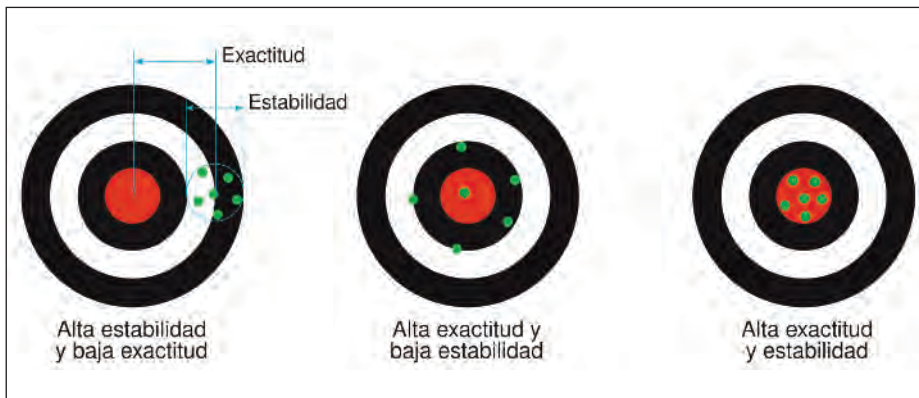 Exactitud
Estabilidad
Alta estabilidad
y baja exactitud
Alta exactitud y
baja estabilidad
Alta exactitud
y estabilidad